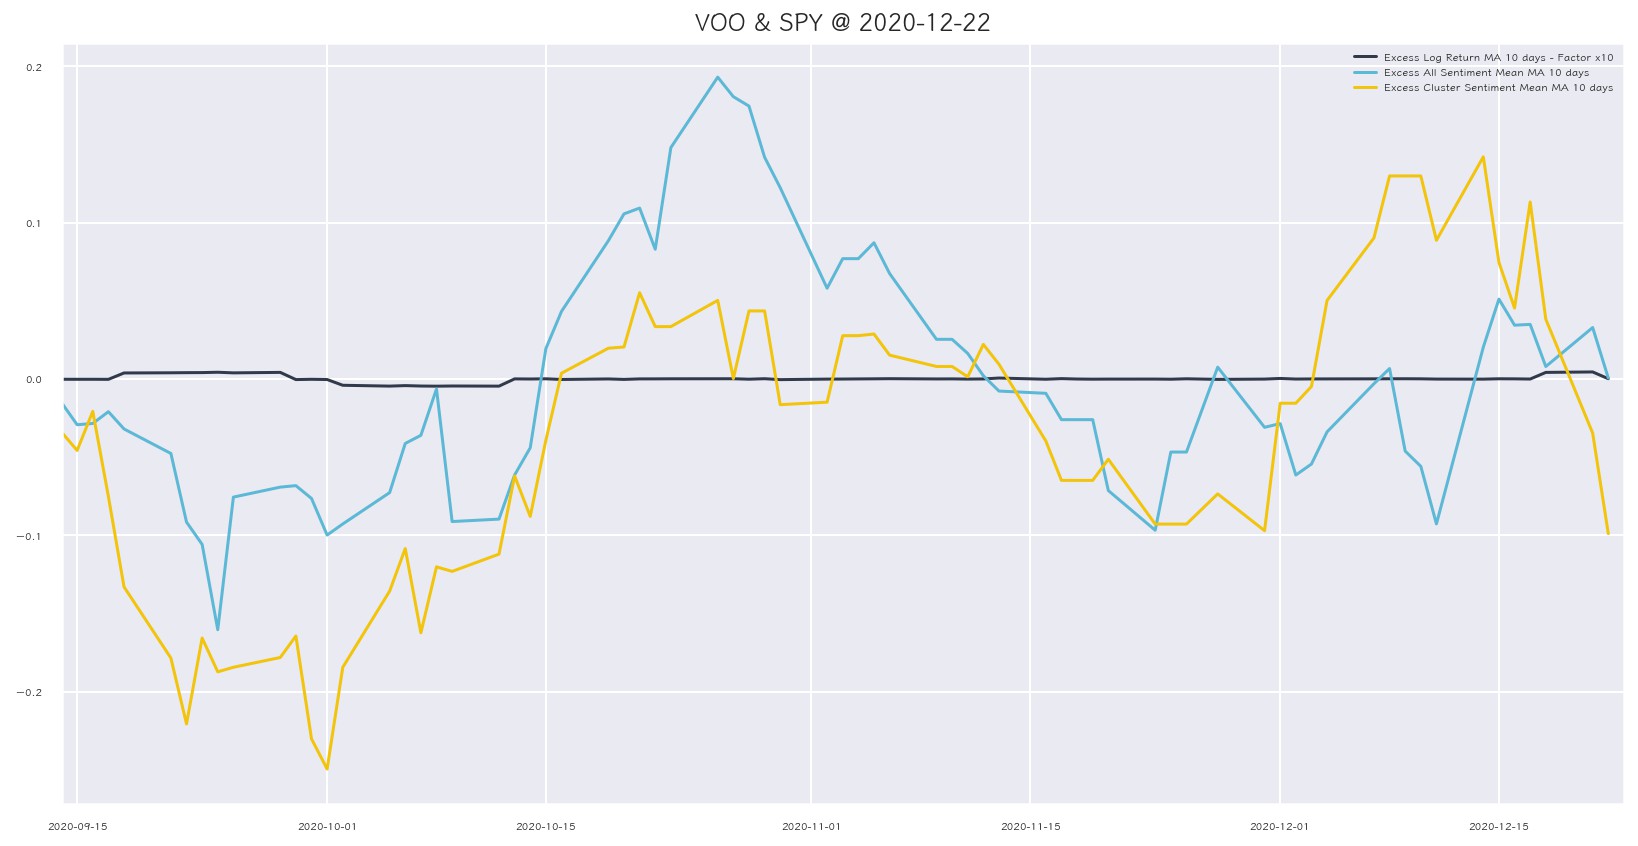 VOO & SPY @ 2020-12-22
Excess Log Return MA 10 days - Factor x10
Excess All Sentiment Mean MA 10 days
Excess Cluster Sentiment Mean MA 10 days
0.2
0.1
0.0
−0.1
−0.2
2020-09-15 2020-10-01 2020-10-15 2020-11-01 2020-11-15 2020-12-01 2020-12-15